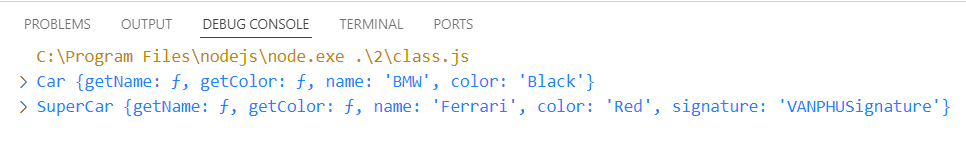 PROBLEMS OUTPUT DEBUG CONSOLE TERMINAL PORTS
C:\Program Files\nodejs\node.exe .\2\class.js
> Car {getName: ƒ, getColor: ƒ, name: 'BMW', color: 'Black'}
> SuperCar {getName: ƒ, getColor: ƒ, name: 'Ferrari', color: 'Red', signature: 'VANPHUSignature'}